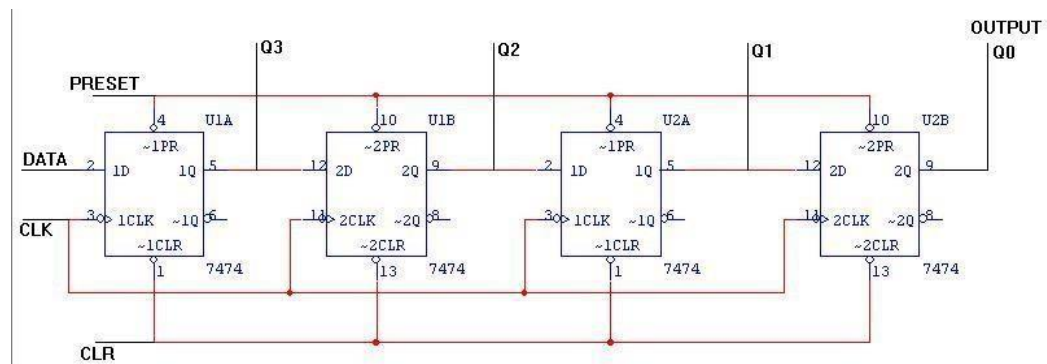 OUTPUT
Q3
Q2
Q1
Q0
PRESET
4 U1A
10 U1B
4 U2A
10 U2B
~1PR
~2PR
~1PR
~2PR
DATA
2 1D 1Q 5
12 2D 2Q 9
2 1D 1Q 5
12 2D 2Q 9
CLK
3 1CLK ~1Q 6
11 2CLK ~2Q 8
3 1CLK ~1Q 6
11 2CLK ~2Q 8
~1CLR
~2CLR
~1CLR
~2CLR
1 7474
13 7474
1 7474
13 7474
CLR